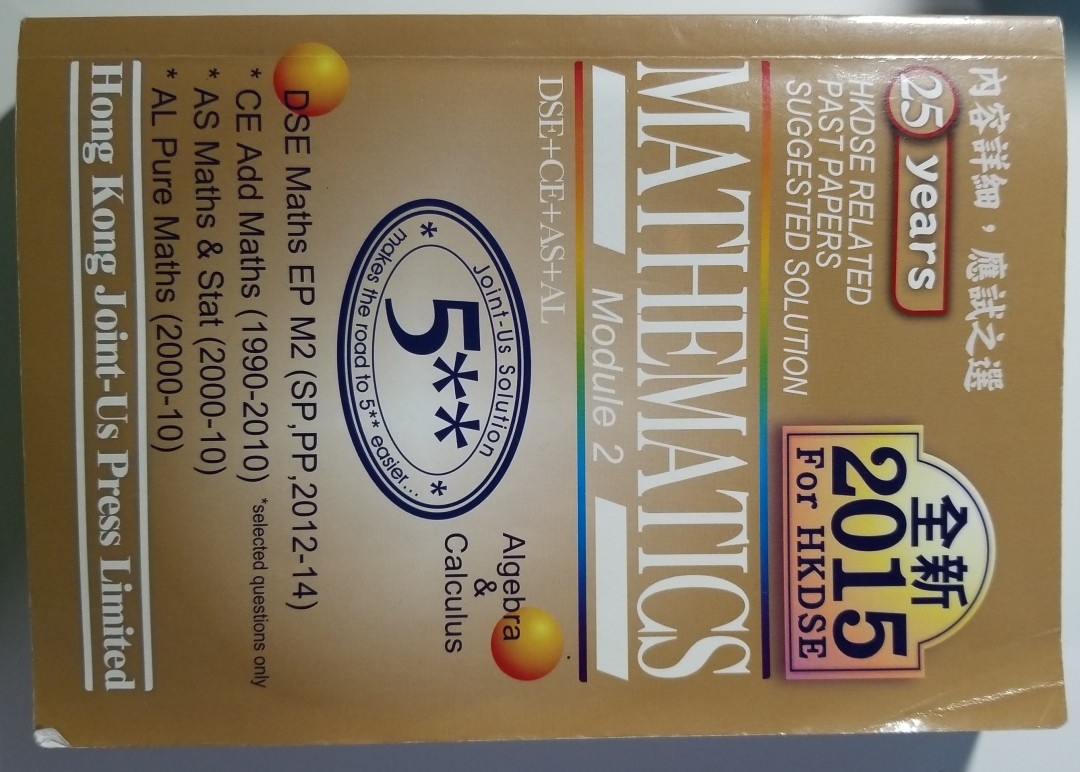 內容詳細，應試之選
25 years
HKDSE RELATED
PAST PAPERS
SUGGESTED SOLUTION
全新
2015
For HKDSE
MATHEMATICS
Module 2
DSE+CE+AS+AL
Algebra
&
Calculus
Joint-Us Solution
* 5** *
makes the road to 5** easier...
DSE Maths EP M2 (SP,PP,2012-14)
* CE Add Maths (1990-2010) *selected questions only
* AS Maths & Stat (2000-10)
* AL Pure Maths (2000-10)
Hong Kong Joint-Us Press Limited